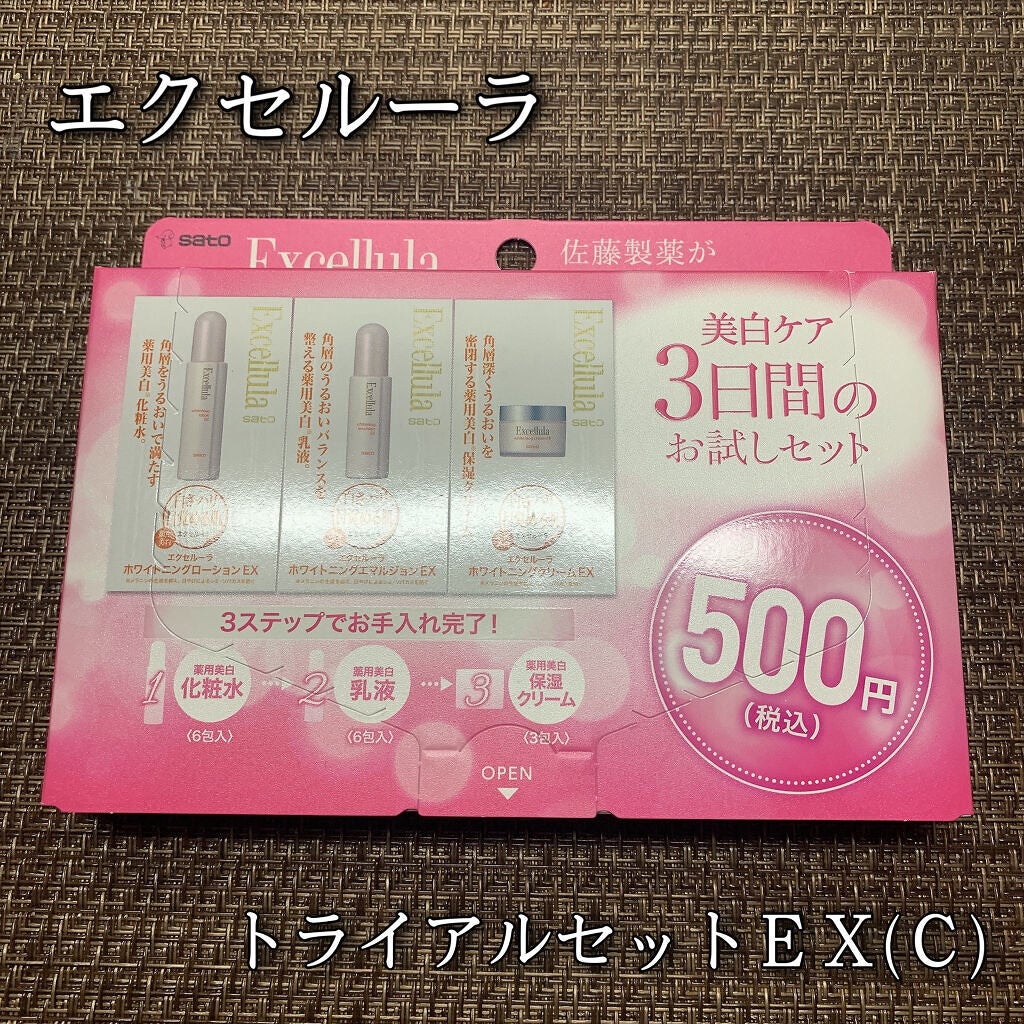 エクセルーラ
sato
Excellula
佐藤製薬が
美白ケア
3日間の
お試しセット
500円
(税込)
Excellula
sato
角層をうるおいで満たす
薬用美白。化粧水。
Excellula
エクセルーラ
ホワイトニングローションEX
Excellula
sato
角層のうるおいバランスを
整える薬用美白。乳液。
Excellula
エクセルーラ
ホワイトニングエマルジョンEX
Excellula
sato
角層深くうるおいを
密閉する薬用美白。保湿ク
Excellula
エクセルーラ
ホワイトニングクリームEX
3ステップでお手入れ完了!
1
薬用美白
化粧水
〈6包入〉
2
薬用美白
乳液
〈6包入〉
3
薬用美白
保湿
クリーム
〈3包入〉
OPEN
トライアルセットEX(C)